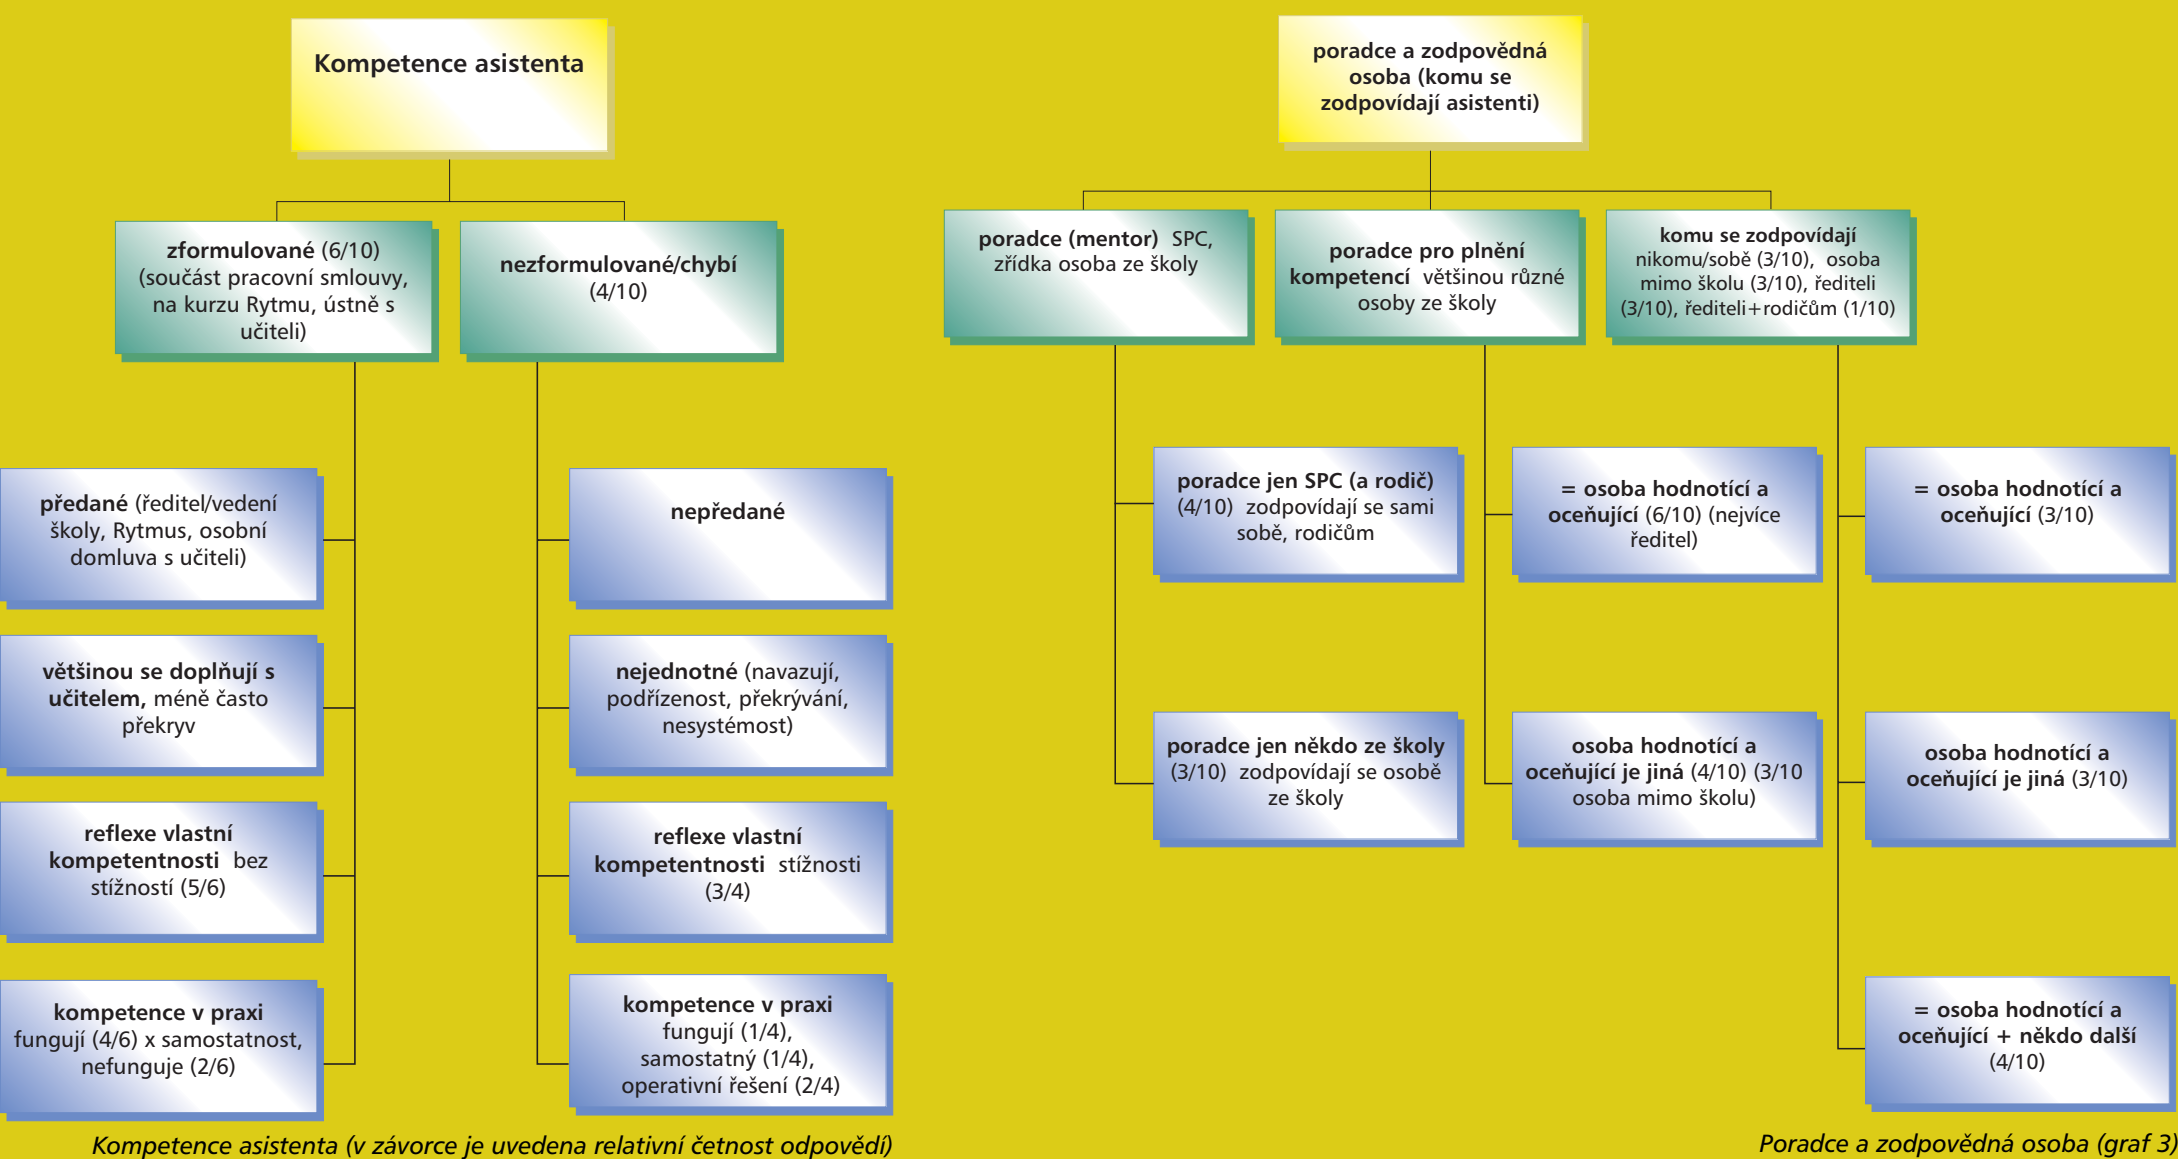 Kompetence asistenta
zformulované (6/10)
(součást pracovní smlouvy,
na kurzu Rytmu, ústně s
učiteli)
nezformulované/chybí
(4/10)
předané (ředitel/vedení
školy, Rytmus, osobní
domluva s učiteli)
většinou se doplňují s
učitelem, méně často
překryv
reflexe vlastní
kompetentnosti bez
stížností (5/6)
kompetence v praxi
fungují (4/6) x samostatnost,
nefunguje (2/6)
nepředané
nejednotné (navazují,
podřízenost, překrývání,
nesystémost)
reflexe vlastní
kompetentnosti stížnosti
(3/4)
kompetence v praxi
fungují (1/4),
samostatný (1/4),
operativní řešení (2/4)
Kompetence asistenta (v závorce je uvedena relativní četnost odpovědí)
poradce a zodpovědná
osoba (komu se
zodpovídají asistenti)
poradce (mentor) SPC,
zřídka osoba ze školy
poradce pro plnění
kompetencí většinou různé
osoby ze školy
komu se zodpovídají
nikomu/sobě (3/10), osoba
mimo školu (3/10), řediteli
(3/10), řediteli+rodičům (1/10)
poradce jen SPC (a rodič)
(4/10) zodpovídají se sami
sobě, rodičům
poradce jen někdo ze školy
(3/10) zodpovídají se osobě
ze školy
= osoba hodnotící a
oceňující (6/10) (nejvíce
ředitel)
osoba hodnotící a
oceňující je jiná (4/10) (3/10
osoba mimo školu)
= osoba hodnotící a
oceňující (3/10)
osoba hodnotící a
oceňující je jiná (3/10)
= osoba hodnotící a
oceňující + někdo další
(4/10)
Poradce a zodpovědná osoba (graf 3)